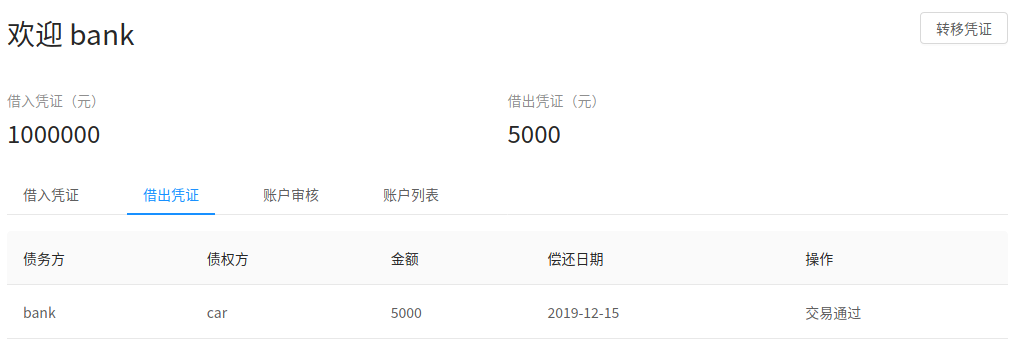 欢迎 bank
转移凭证
借入凭证（元） 借出凭证（元）
1000000 5000
借入凭证 借出凭证 账户审核 账户列表
债务方 债权方 金额 偿还日期 操作
bank car 5000 2019-12-15 交易通过